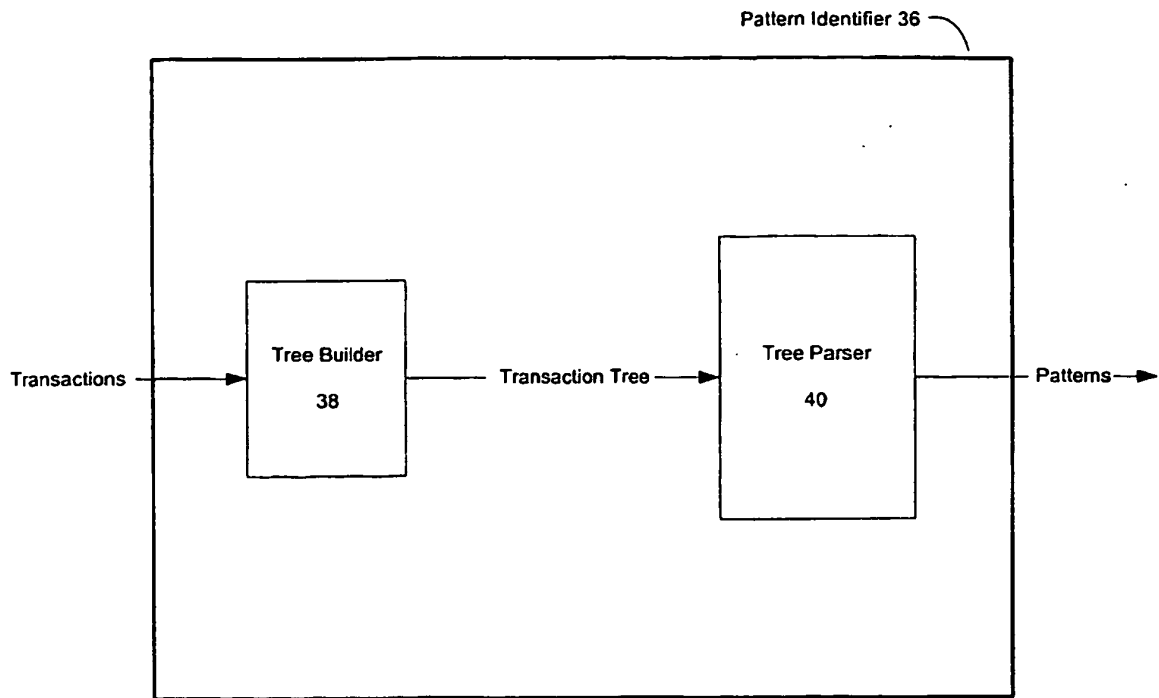 Pattern Identifier 36
Transactions
Tree Builder
38
Transaction Tree
Tree Parser
40
Patterns